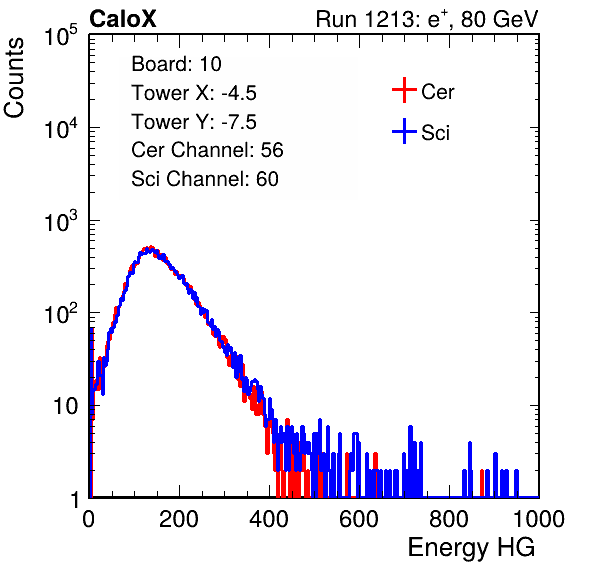 CaloX Run 1213: e⁺, 80 GeV
Counts
Board: 10
Tower X: -4.5
Tower Y: -7.5
Cer Channel: 56
Sci Channel: 60
Cer
Sci
10⁵
10⁴
10³
10²
10
1
0 200 400 600 800 1000
Energy HG